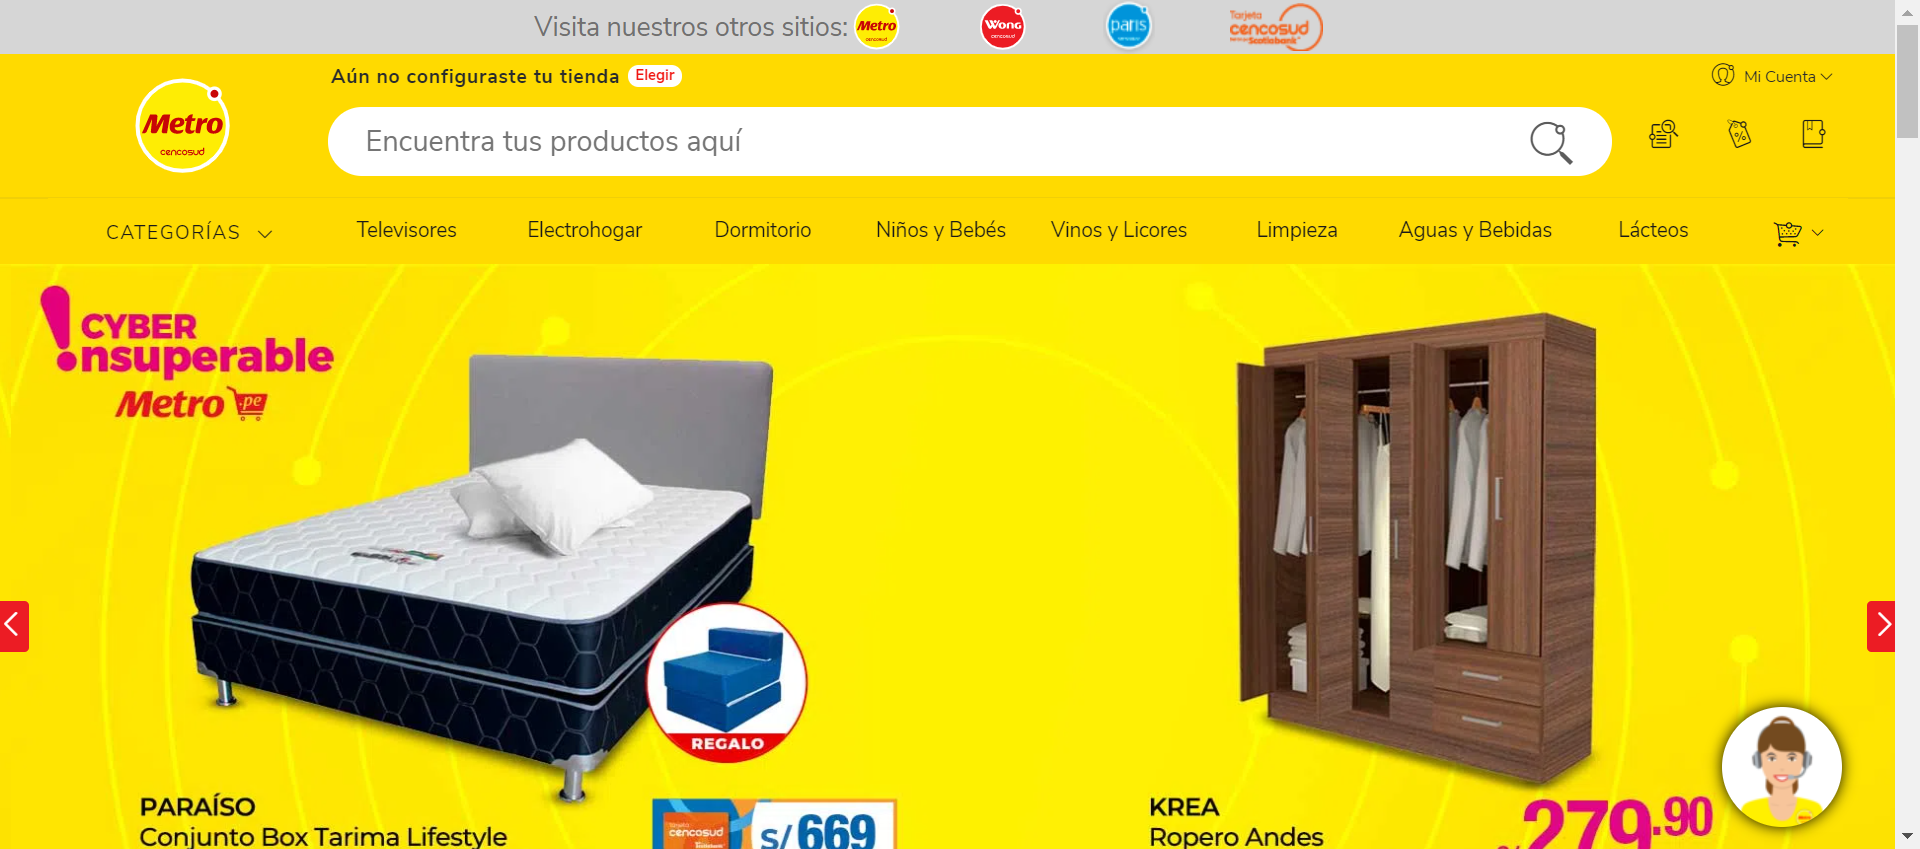 Visita nuestros otros sitios:
Metro
cencosud
Wong
cencosud
paris
Tarjeta
cencosud
Scotiabank
Aún no configuraste tu tienda Elegir
Mi Cuenta
Metro
cencosud
Encuentra tus productos aquí
CATEGORÍAS
Televisores
Electrohogar
Dormitorio
Niños y Bebés
Vinos y Licores
Limpieza
Aguas y Bebidas
Lácteos
CYBER
!nsuperable
Metro .pe
REGALO
PARAÍSO
Conjunto Box Tarima Lifestyle
Tarjeta
cencosud
S/ 669
KREA
Ropero Andes
279.90